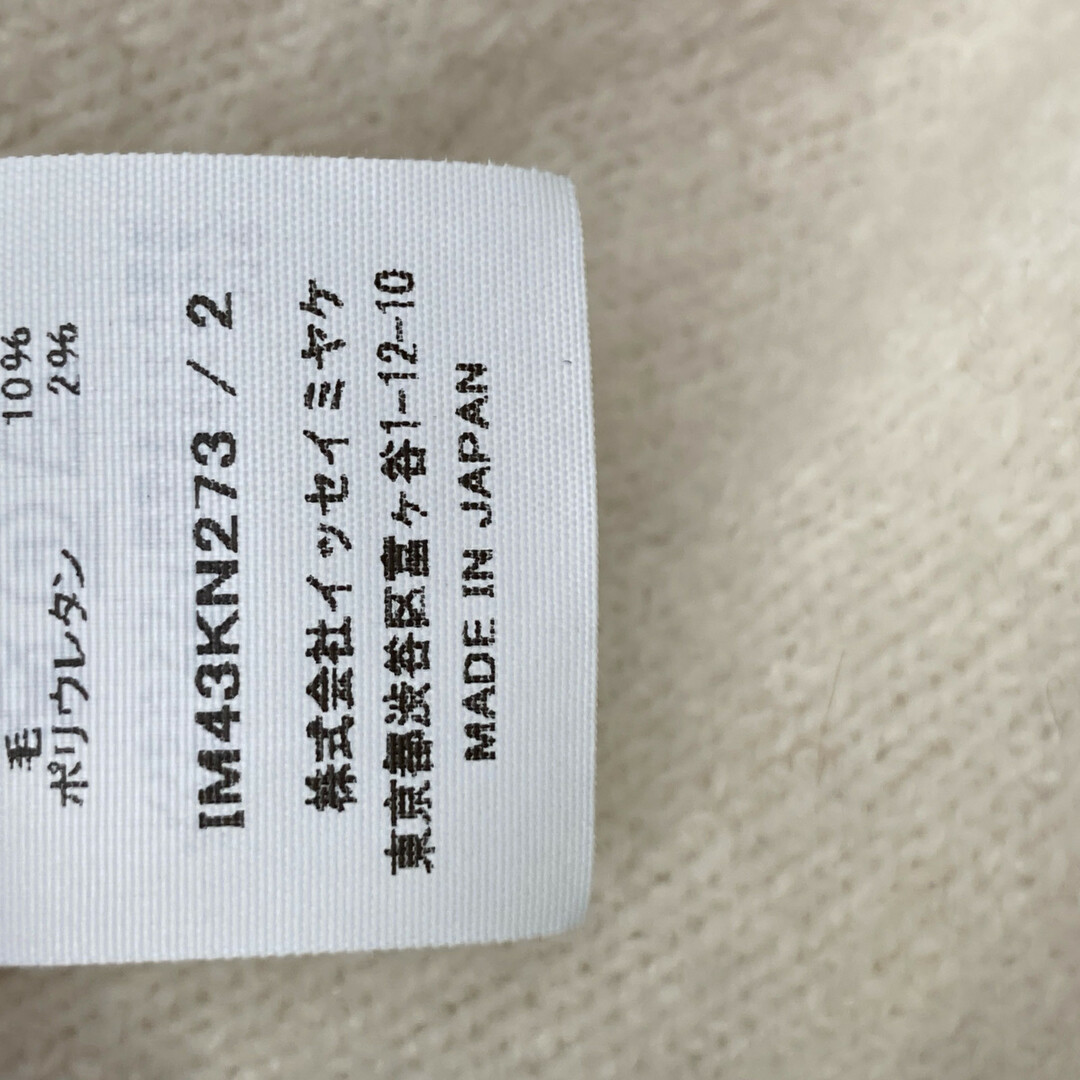 毛 10%
ポリウレタン 2%
IM43KN273 / 2
株式会社イッセイミヤケ
東京都渋谷区富ヶ谷1-12-10
MADE IN JAPAN